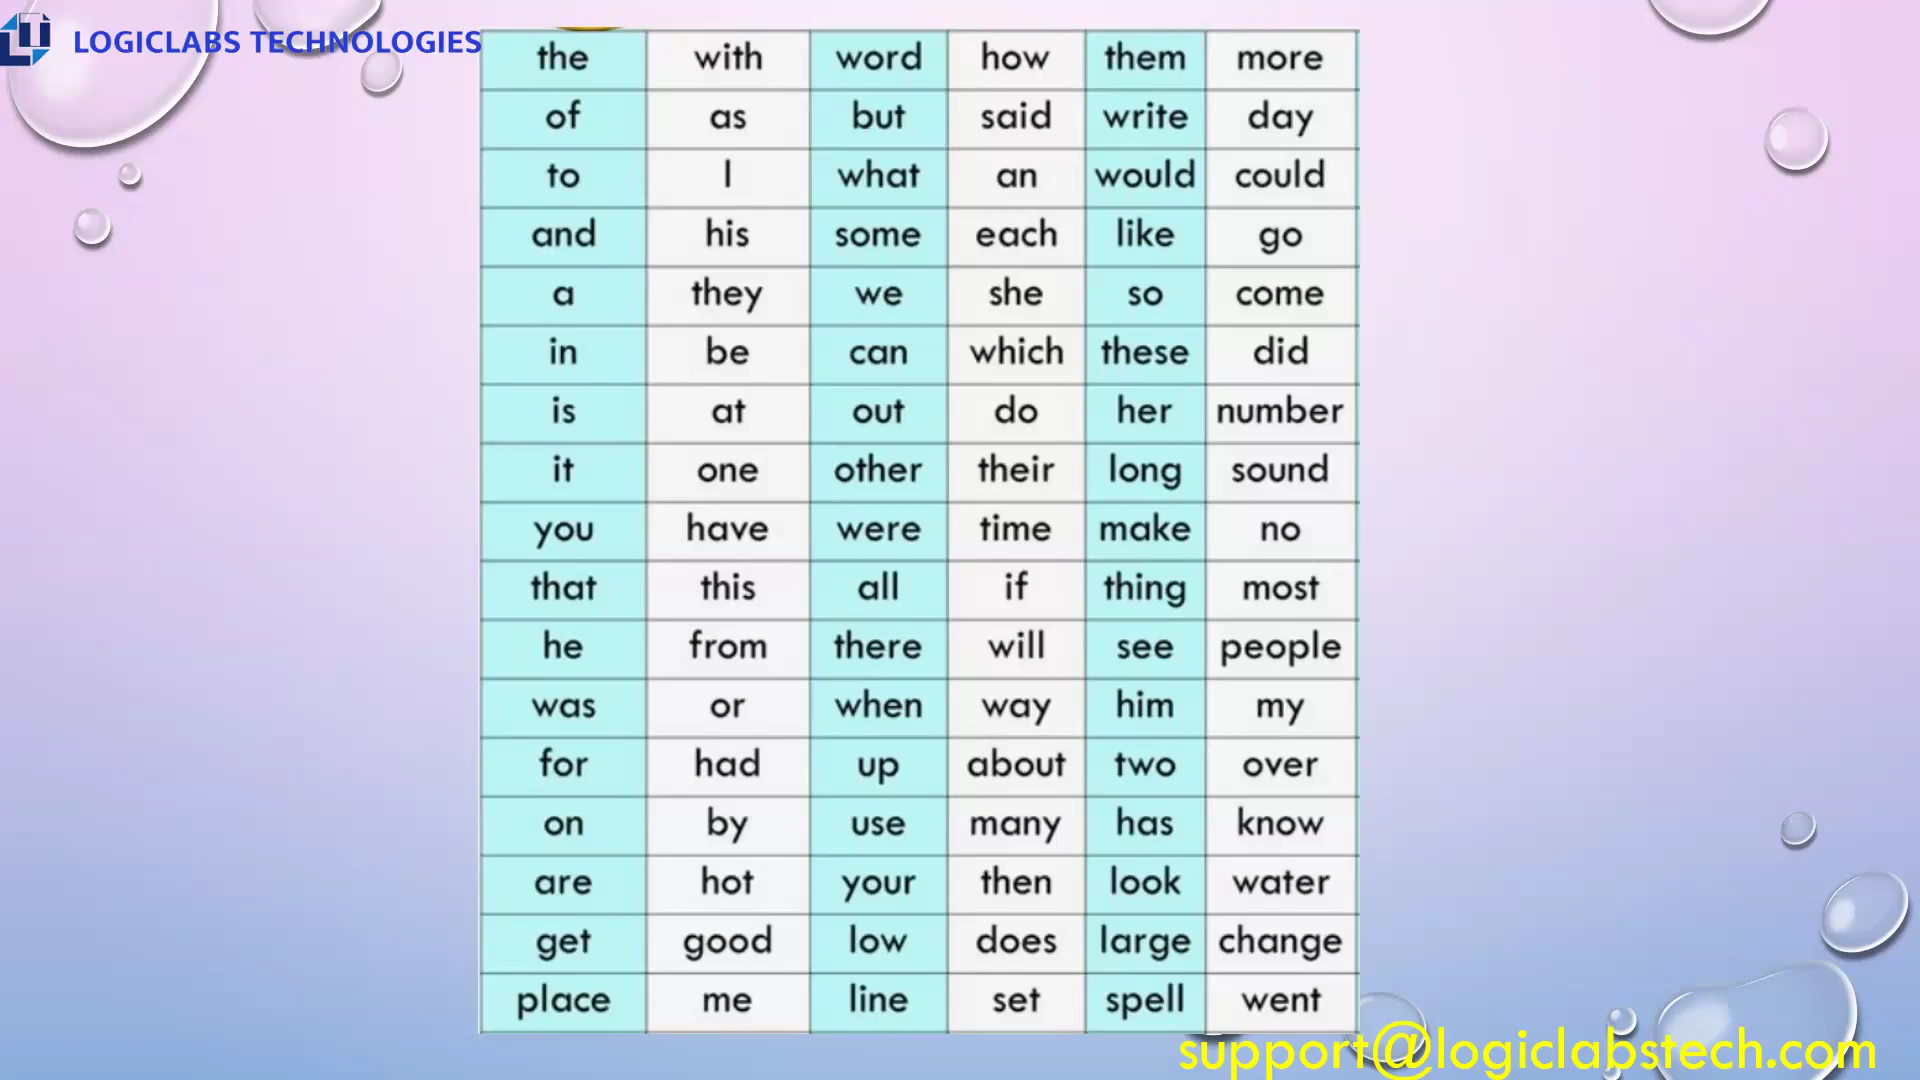 LOGICLABS TECHNOLOGIES
the with word how them more
of as but said write day
to I what an would could
and his some each like go
a they we she so come
in be can which these did
is at out do her number
it one other their long sound
you have were time make no
that this all if thing most
he from there will see people
was or when way him my
for had up about two over
on by use many has know
are hot your then look water
get good low does large change
place me line set spell went
support@logiclabstech.com